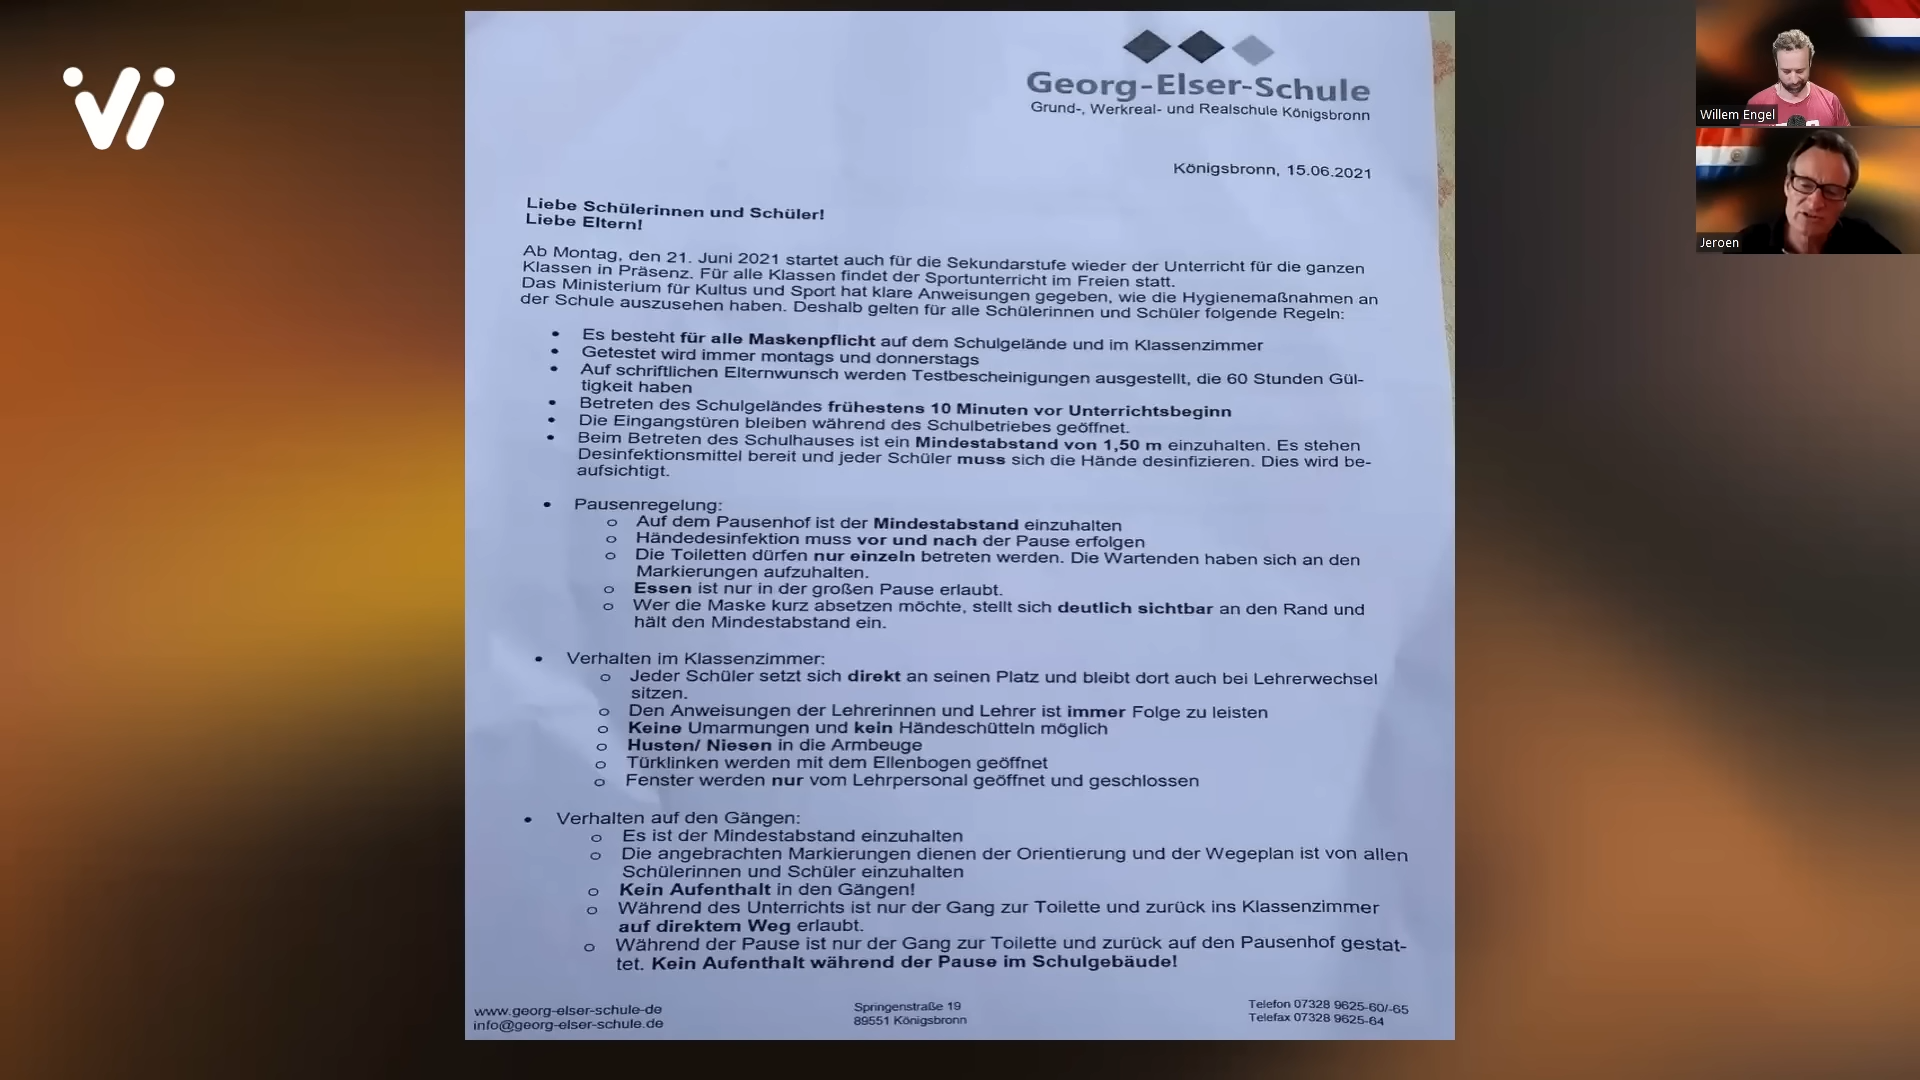 Vi
Georg-Elser-Schule
Grund-, Werkreal- und Realschule Königsbronn
Königsbronn, 15.06.2021
Liebe Schülerinnen und Schüler!
Liebe Eltern!
Ab Montag, den 21. Juni 2021 startet auch für die Sekundarstufe wieder der Unterricht für die ganzen
Klassen in Präsenz. Für alle Klassen findet der Sportunterricht im Freien statt.
Das Ministerium für Kultus und Sport hat klare Anweisungen gegeben, wie die Hygienemaßnahmen an
der Schule auszusehen haben. Deshalb gelten für alle Schülerinnen und Schüler folgende Regeln:
• Es besteht für alle Maskenpflicht auf dem Schulgelände und im Klassenzimmer
• Getestet wird immer montags und donnerstags
• Auf schriftlichen Elternwunsch werden Testbescheinigungen ausgestellt, die 60 Stunden Gül-
tigkeit haben
• Betreten des Schulgeländes frühestens 10 Minuten vor Unterrichtsbeginn
• Die Eingangstüren bleiben während des Schulbetriebes geöffnet.
• Beim Betreten des Schulhauses ist ein Mindestabstand von 1,50 m einzuhalten. Es stehen
Desinfektionsmittel bereit und jeder Schüler muss sich die Hände desinfizieren. Dies wird be-
aufsichtigt.
• Pausenregelung:
o Auf dem Pausenhof ist der Mindestabstand einzuhalten
o Händedesinfektion muss vor und nach der Pause erfolgen
o Die Toiletten dürfen nur einzeln betreten werden. Die Wartenden haben sich an den
Markierungen aufzuhalten.
o Essen ist nur in der großen Pause erlaubt.
o Wer die Maske kurz absetzen möchte, stellt sich deutlich sichtbar an den Rand und
hält den Mindestabstand ein.
• Verhalten im Klassenzimmer:
o Jeder Schüler setzt sich direkt an seinen Platz und bleibt dort auch bei Lehrerwechsel
sitzen.
o Den Anweisungen der Lehrerinnen und Lehrer ist immer Folge zu leisten
o Keine Umarmungen und kein Händeschütteln möglich
o Husten/ Niesen in die Armbeuge
o Türklinken werden mit dem Ellenbogen geöffnet
o Fenster werden nur vom Lehrpersonal geöffnet und geschlossen
• Verhalten auf den Gängen:
o Es ist der Mindestabstand einzuhalten
o Die angebrachten Markierungen dienen der Orientierung und der Wegeplan ist von allen
Schülerinnen und Schüler einzuhalten
o Kein Aufenthalt in den Gängen!
o Während des Unterrichts ist nur der Gang zur Toilette und zurück ins Klassenzimmer
auf direktem Weg erlaubt.
o Während der Pause ist nur der Gang zur Toilette und zurück auf den Pausenhof gestat-
tet. Kein Aufenthalt während der Pause im Schulgebäude!
www.georg-elser-schule-de
info@georg-elser-schule.de
Springenstraße 19
89551 Königsbronn
Telefon 07328 9625-60/-65
Telefax 07328 9625-64
Willem Engel
Jeroen